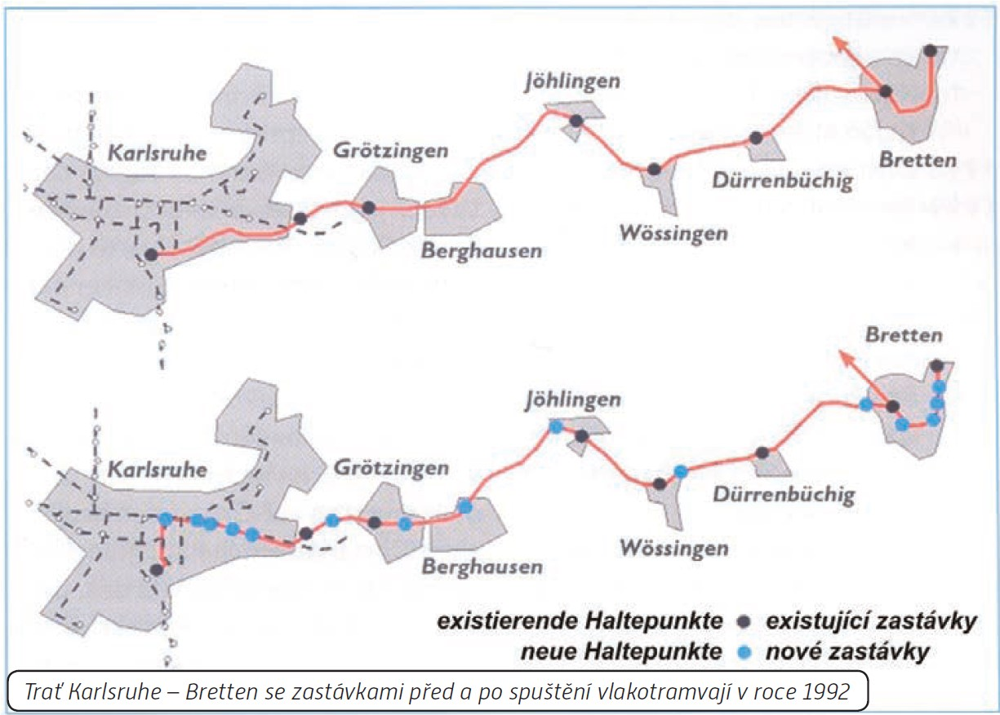 Jöhlingen
Karlsruhe
Grötzingen
Bretten
Dürrenbüchig
Wössingen
Berghausen
Bretten
Jöhlingen
Karlsruhe
Grötzingen
Dürrenbüchig
Wössingen
Berghausen
existierende Haltepunkte existující zastávky
neue Haltepunkte nové zastávky
Trať Karlsruhe – Bretten se zastávkami před a po spuštění vlakotramvají v roce 1992